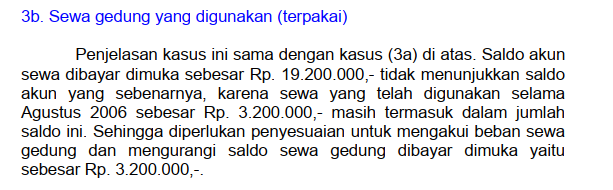 3b. Sewa gedung yang digunakan (terpakai)
Penjelasan kasus ini sama dengan kasus (3a) di atas. Saldo akun
sewa dibayar dimuka sebesar Rp. 19.200.000,- tidak menunjukkan saldo
akun yang sebenarnya, karena sewa yang telah digunakan selama
Agustus 2006 sebesar Rp. 3.200.000,- masih termasuk dalam jumlah
saldo ini. Sehingga diperlukan penyesuaian untuk mengakui beban sewa
gedung dan mengurangi saldo sewa gedung dibayar dimuka yaitu
sebesar Rp. 3.200.000,-.